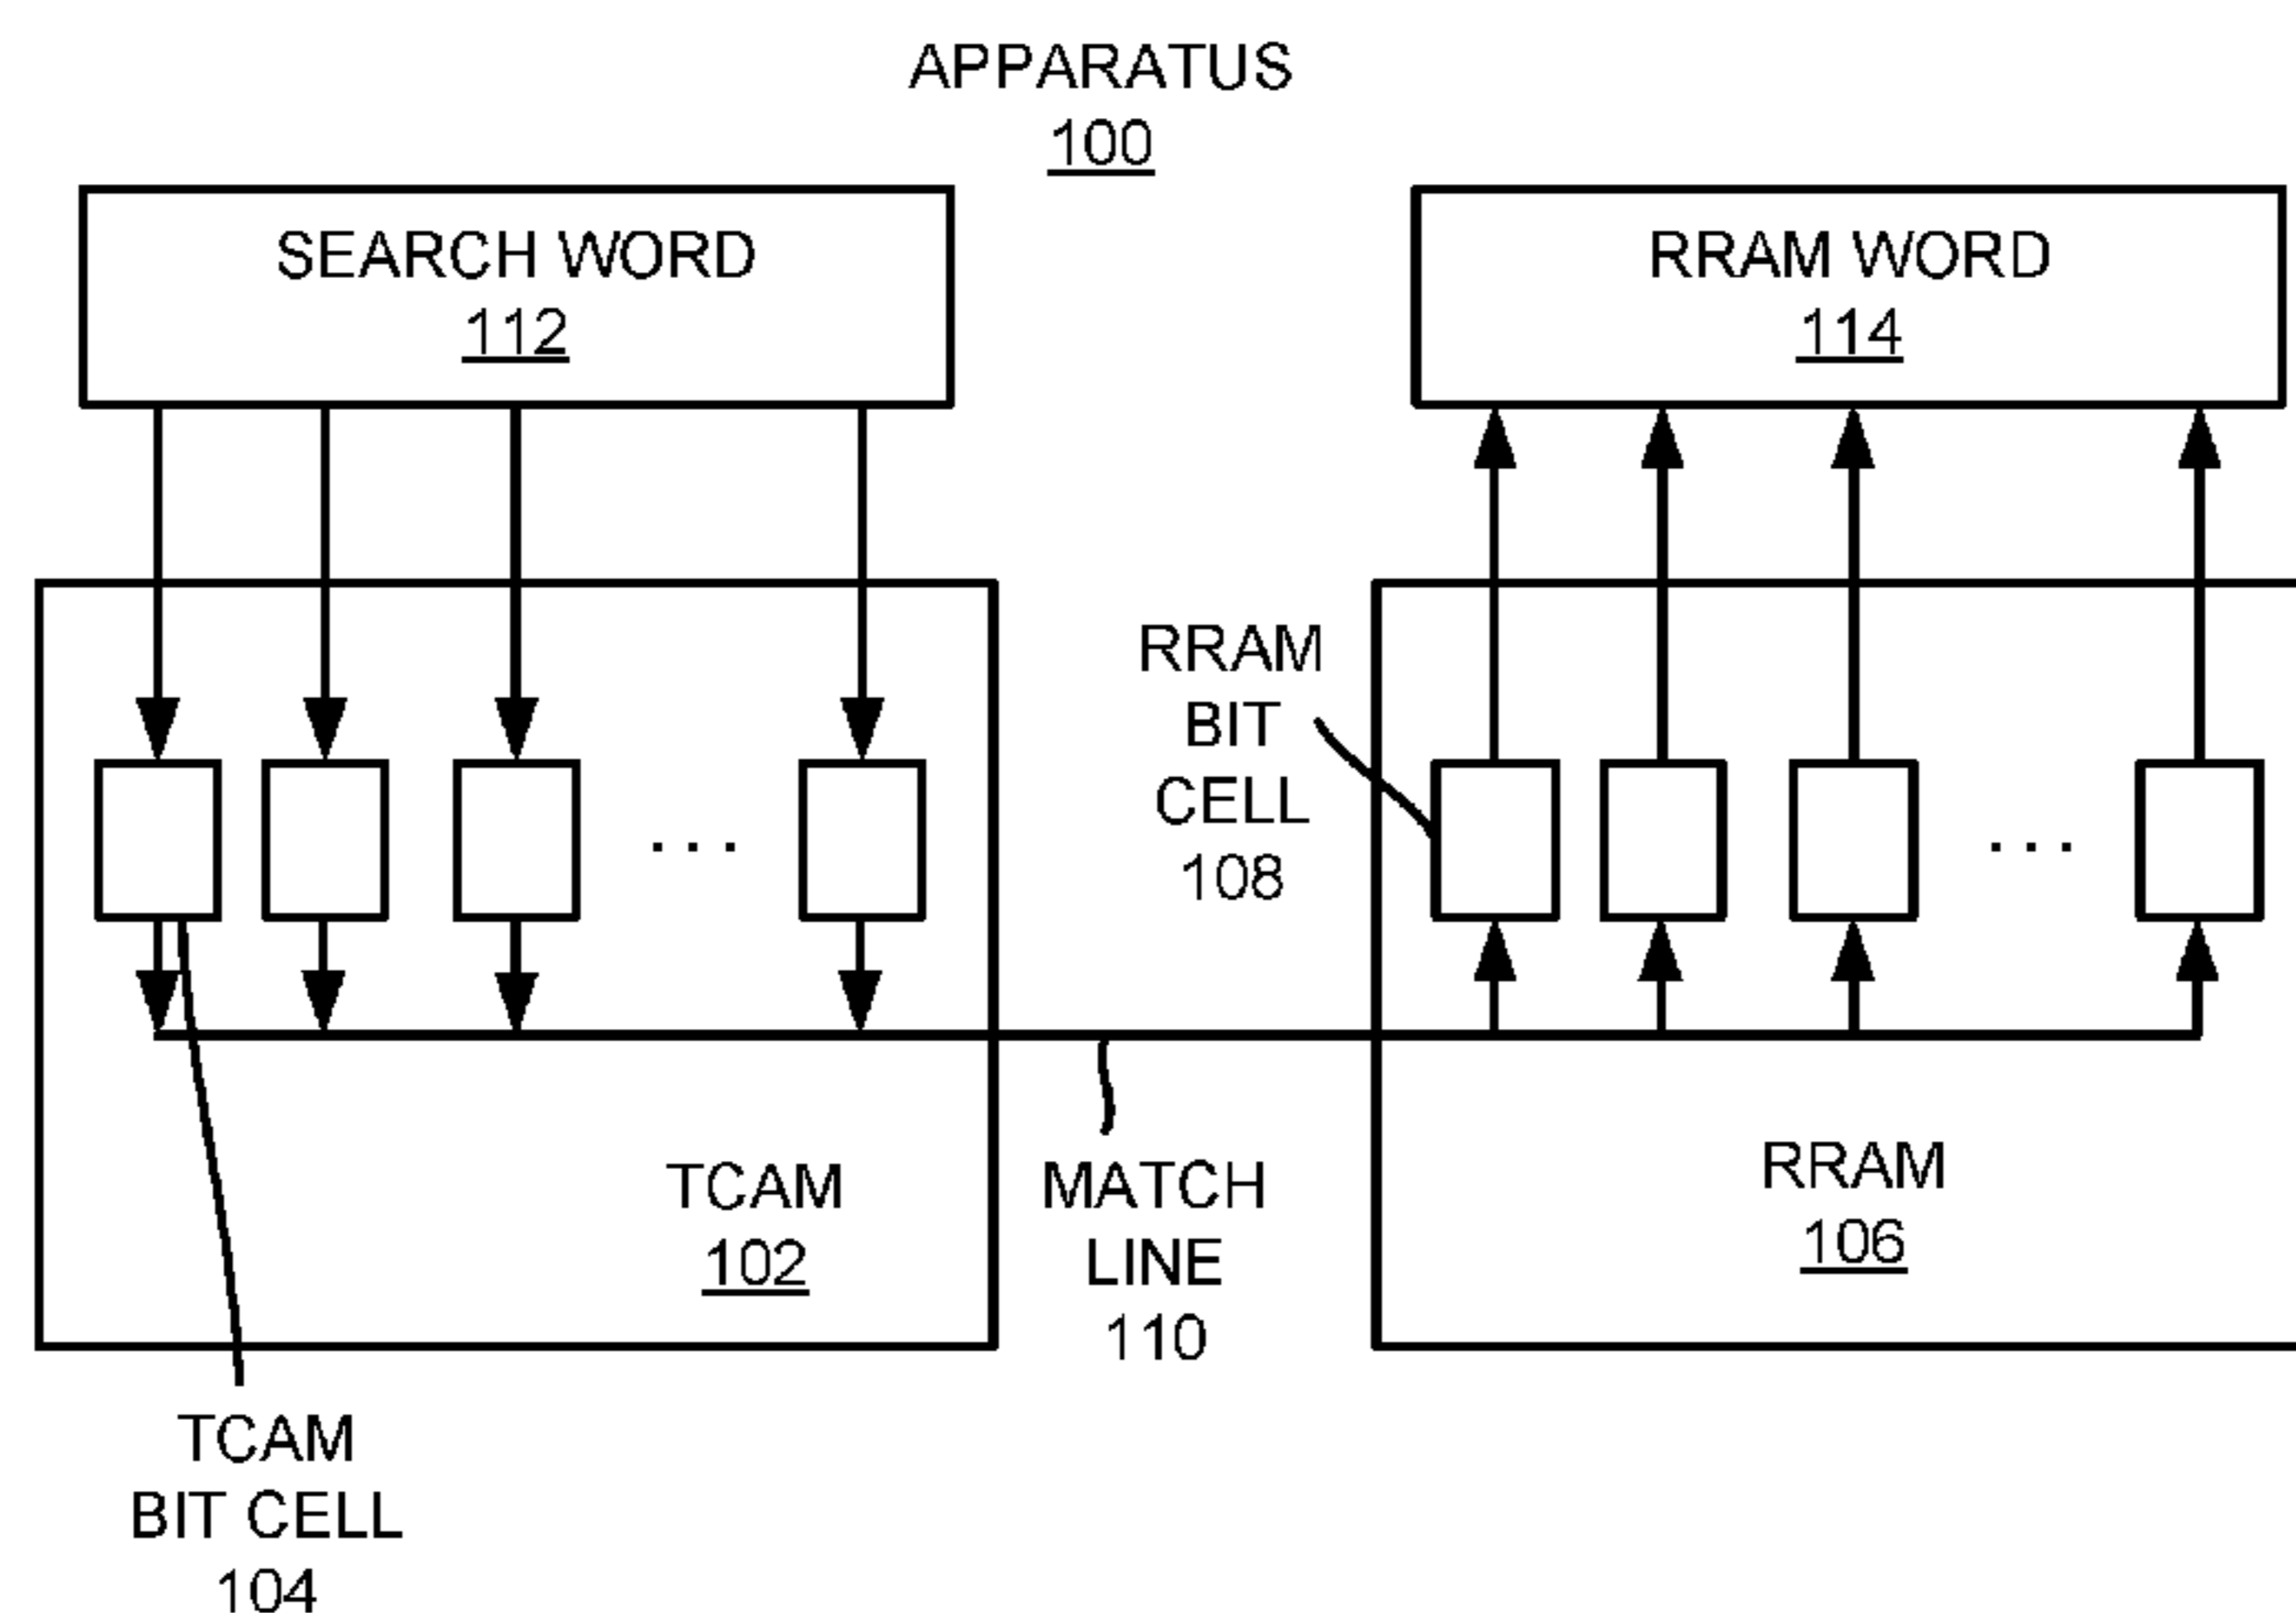 APPARATUS
100
SEARCH WORD
112
RRAM WORD
114
RRAM
BIT
CELL
108
. . .
. . .
TCAM
102
MATCH
LINE
110
RRAM
106
TCAM
BIT CELL
104